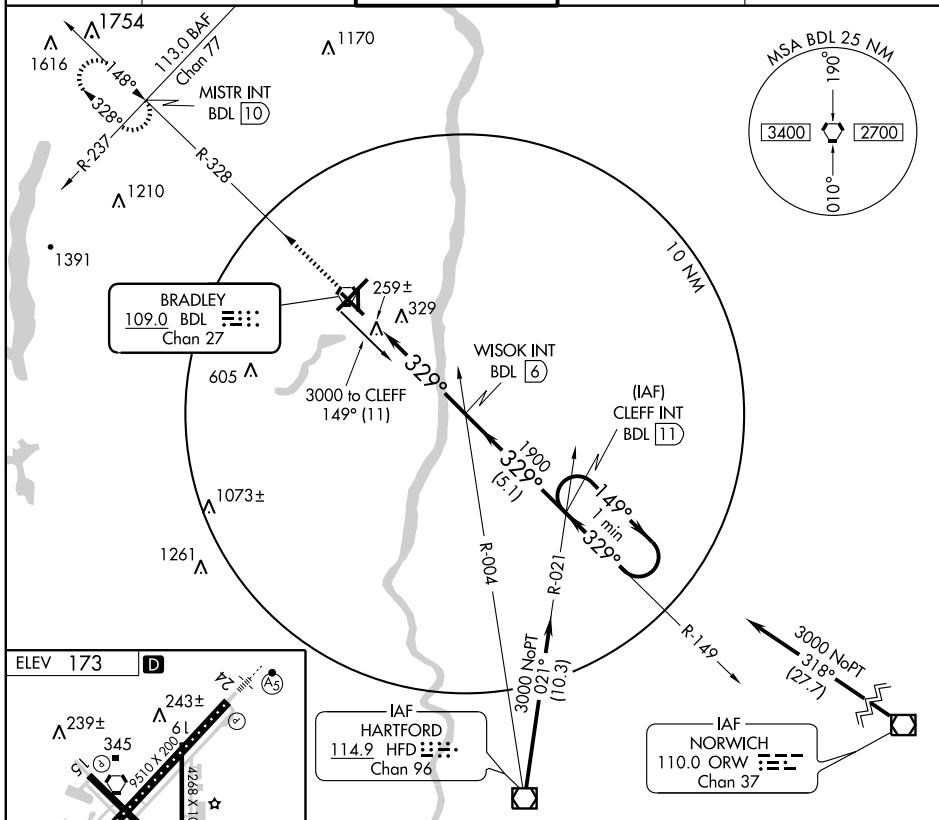 1754
1616
1170
113.0 BAF
Chan 77
148°
328°
MISTR INT
BDL 10
R-237
R-328
1210
1391
MSA BDL 25 NM
190°
3400
2700
010°
10 NM
BRADLEY
109.0 BDL
Chan 27
259±
329
605
3000 to CLEFF
149° (11)
329°
WISOK INT
BDL 6
(IAF)
CLEFF INT
BDL 11
1900
329°
(5.1)
149°
1 min
329°
1073±
1261
R-004
R-021
R-149
3000 NoPT
021°
(10.3)
3000 NoPT
318°
(27.7)
IAF
HARTFORD
114.9 HFD
Chan 96
IAF
NORWICH
110.0 ORW
Chan 37
ELEV 173
D
24
A5
P
239±
243±
345
19
15
9510 X 200
4268 X 10